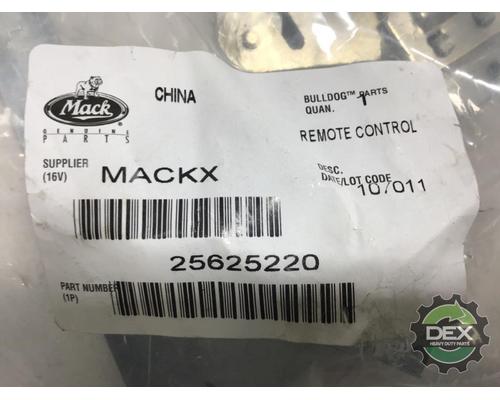 Mack
GENUINE
PARTS
CHINA
BULLDOG™ PARTS
QUAN. 1
REMOTE CONTROL
DESC.
DATE/LOT CODE
107011
SUPPLIER
(16V)
MACKX
25625220
PART NUMBER
(1P)
DEX
HEAVY DUTY PARTS